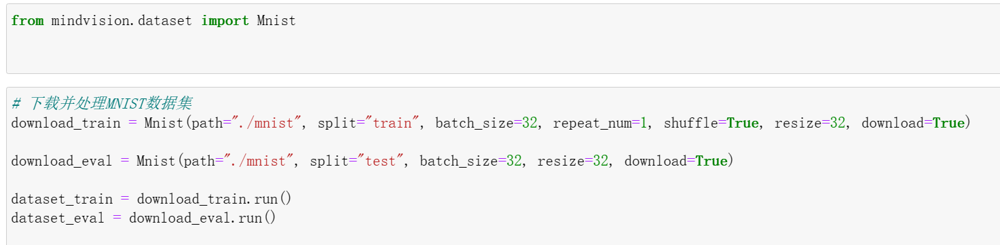 from mindvision.dataset import Mnist
# 下载并处理MNIST数据集
download_train = Mnist(path="./mnist", split="train", batch_size=32, repeat_num=1, shuffle=True, resize=32, download=True)
download_eval = Mnist(path="./mnist", split="test", batch_size=32, resize=32, download=True)
dataset_train = download_train.run()
dataset_eval = download_eval.run()